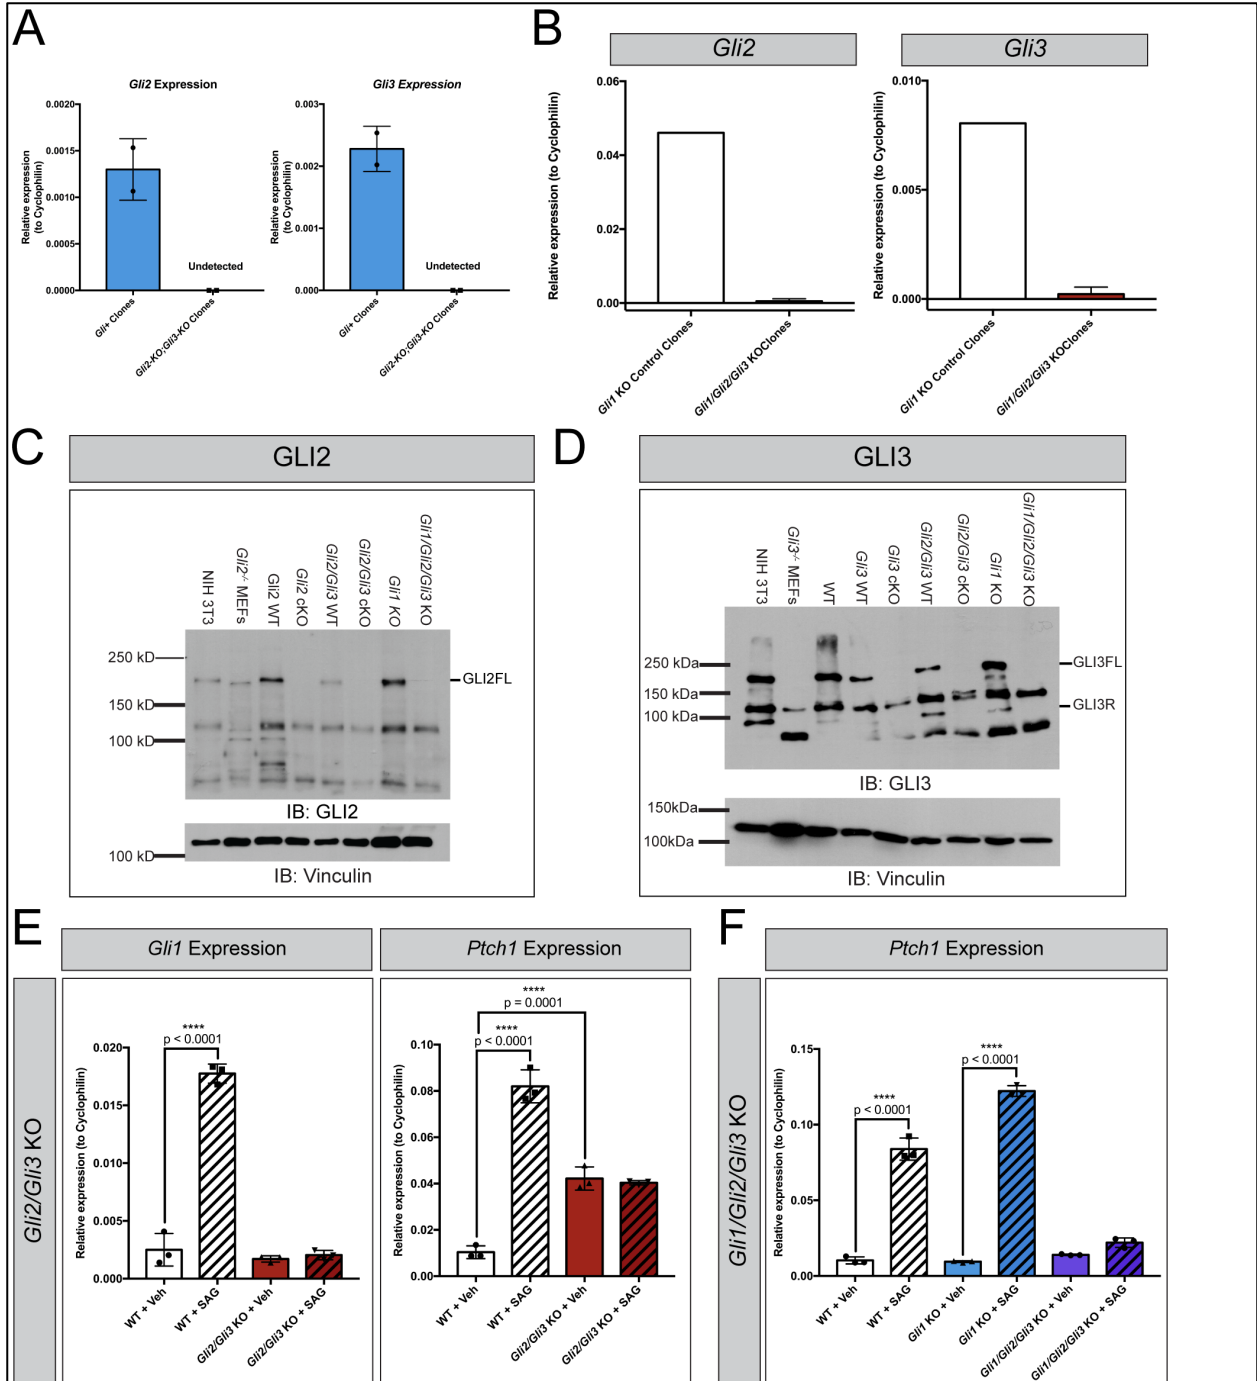 A
Gli2 Expression
Relative expression
(to Cyclophilin)
0.0020
0.0015
0.0010
0.0005
0.0000
Undetected
Gli+ Clones
Gli2-KO;Gli3-KO Clones
Gli3 Expression
Relative expression
(to Cyclophilin)
0.003
0.002
0.001
0.000
Undetected
Gli+ Clones
Gli2-KO;Gli3-KO Clones
B
Gli2
Relative expression (to Cyclophilin)
0.06
0.04
0.02
0.00
Gli1 KO Control Clones
Gli1/Gli2/Gli3 KOClones
Gli3
Relative expression (to Cyclophilin)
0.010
0.005
0.000
Gli1 KO Control Clones
Gli1/Gli2/Gli3 KOClones
C
GLI2
NIH 3T3
Gli2-/- MEFs
Gli2 WT
Gli2 cKO
Gli2/Gli3 WT
Gli2/Gli3 cKO
Gli1 KO
Gli1/Gli2/Gli3 KO
250 kD
150 kD
100 kD
GLI2FL
IB: GLI2
100 kD
IB: Vinculin
D
GLI3
NIH 3T3
Gli3-/- MEFs
WT
Gli3 WT
Gli3 cKO
Gli2/Gli3 WT
Gli2/Gli3 cKO
Gli1 KO
Gli1/Gli2/Gli3 KO
250 kDa
150 kDa
100 kDa
GLI3FL
GLI3R
IB: GLI3
150kDa
100kDa
IB: Vinculin
E
Gli2/Gli3 KO
Gli1 Expression
Relative expression (to Cyclophilin)
0.020
0.015
0.010
0.005
0.000
****
p < 0.0001
WT + Veh
WT + SAG
Gli2/Gli3 KO + Veh
Gli2/Gli3 KO + SAG
Ptch1 Expression
Relative expression (to Cyclophilin)
0.10
0.08
0.06
0.04
0.02
0.00
****
p = 0.0001
****
p < 0.0001
WT + Veh
WT + SAG
Gli2/Gli3 KO + Veh
Gli2/Gli3 KO + SAG
F
Gli1/Gli2/Gli3 KO
Ptch1 Expression
Relative expression (to Cyclophilin)
0.15
0.10
0.05
0.00
****
p < 0.0001
****
p < 0.0001
WT + Veh
WT + SAG
Gli1 KO + Veh
Gli1 KO + SAG
Gli1/Gli2/Gli3 KO + Veh
Gli1/Gli2/Gli3 KO + SAG